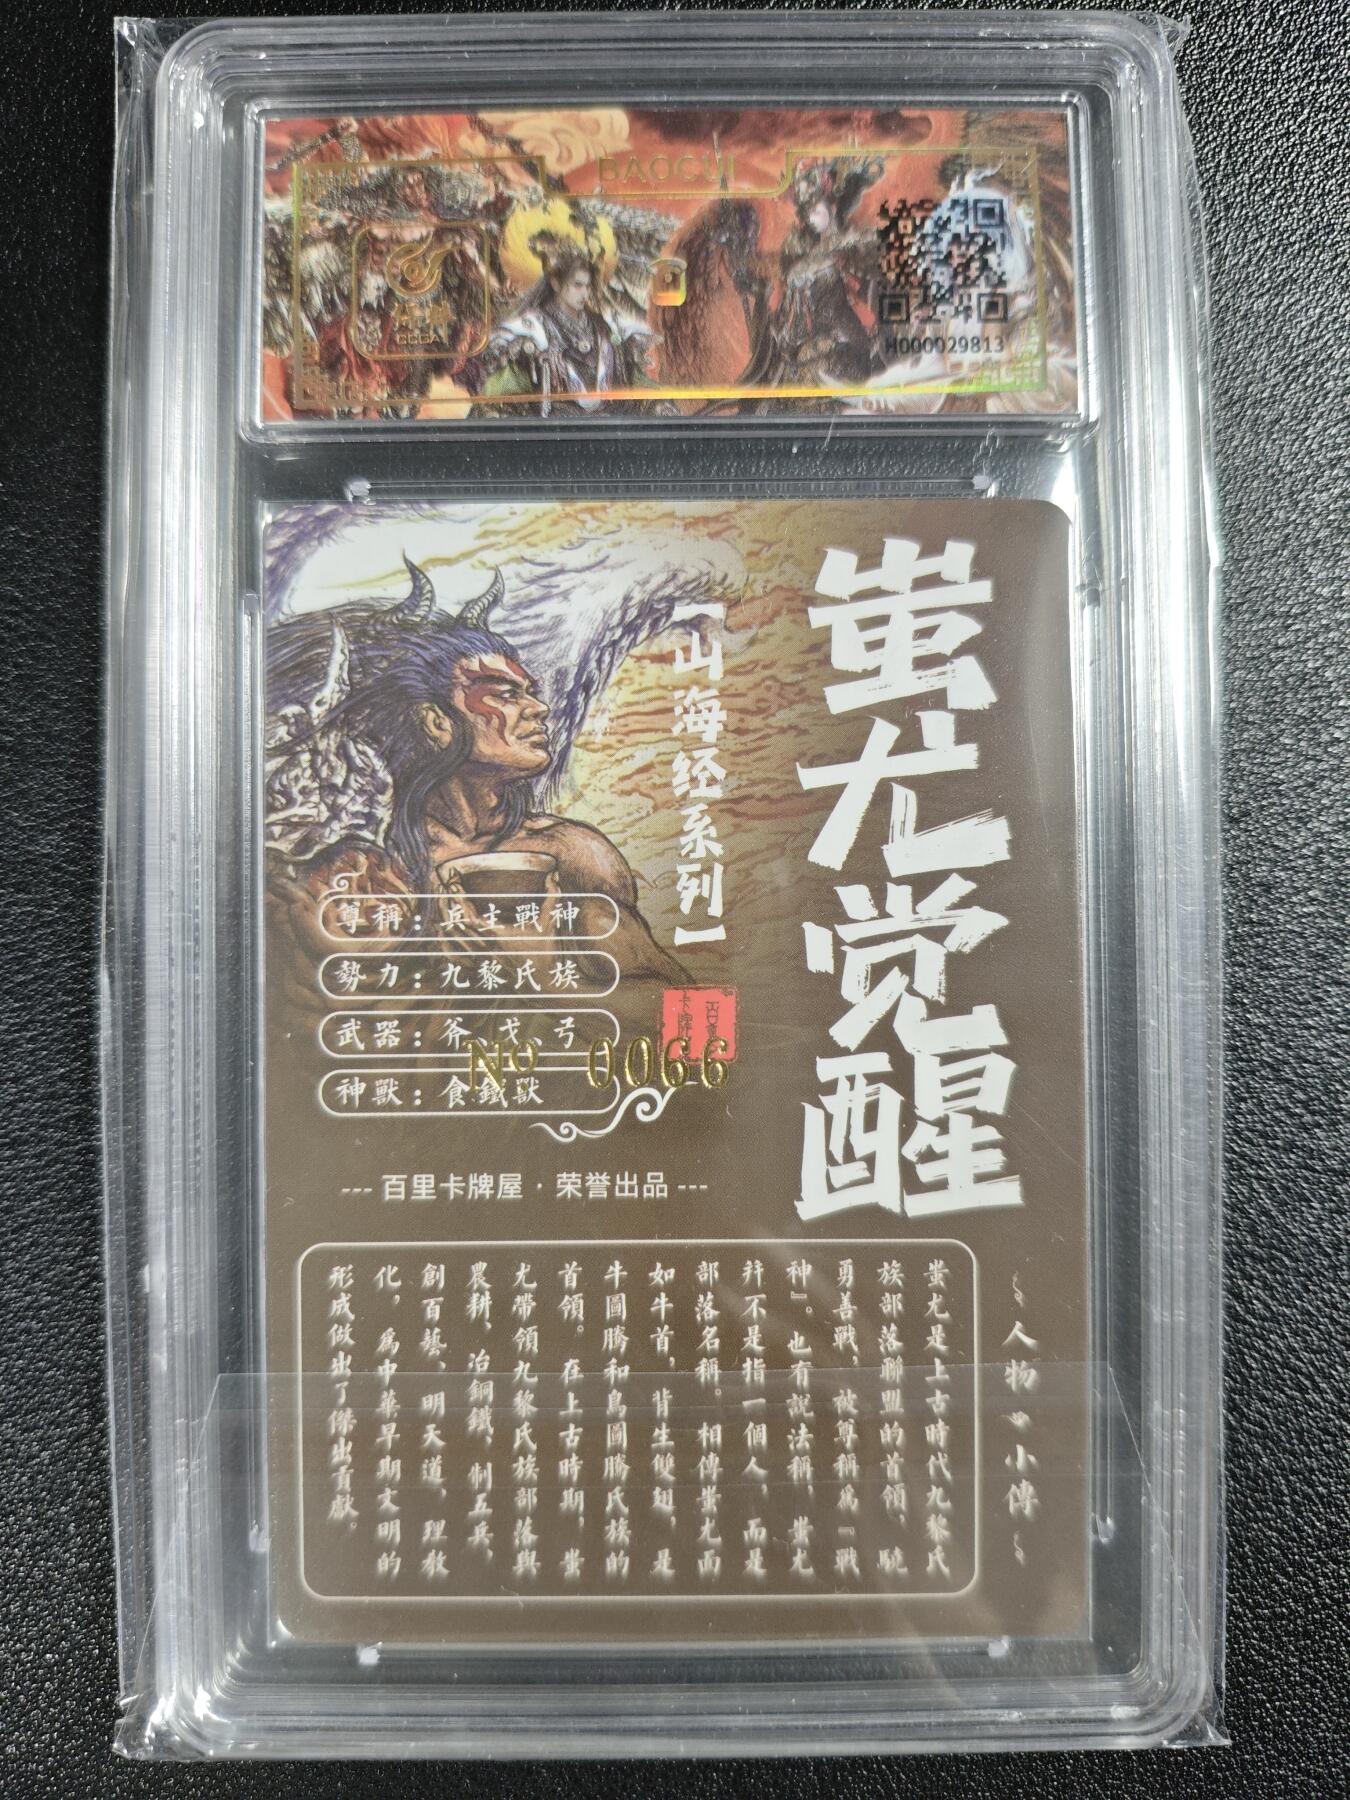 BAOCUI
CCGA
H000029813
蚩尤觉醒
【山海经系列】
尊稱：兵主戰神
勢力：九黎氏族
武器：斧、戈、弓
神獸：食鐵獸
百里
卡牌
No 0066
--- 百里卡牌屋 · 荣誉出品 ---
人物小傳
蚩尤是上古時代九黎氏
族部落聯盟的首領，驍
勇善戰，被尊稱爲『戰
神』。也有說法稱，蚩尤
幷不是指一個人，而是
部落名稱。相傳蚩尤面
如牛首，背生雙翅，是
牛圖騰和鳥圖騰氏族的
首領。在上古時期，蚩
尤帶領九黎氏族部落與
農耕、冶銅鐵、制五兵、
創百藝、明天道，理教
化，爲中華早期文明的
形成做出了傑出貢獻。